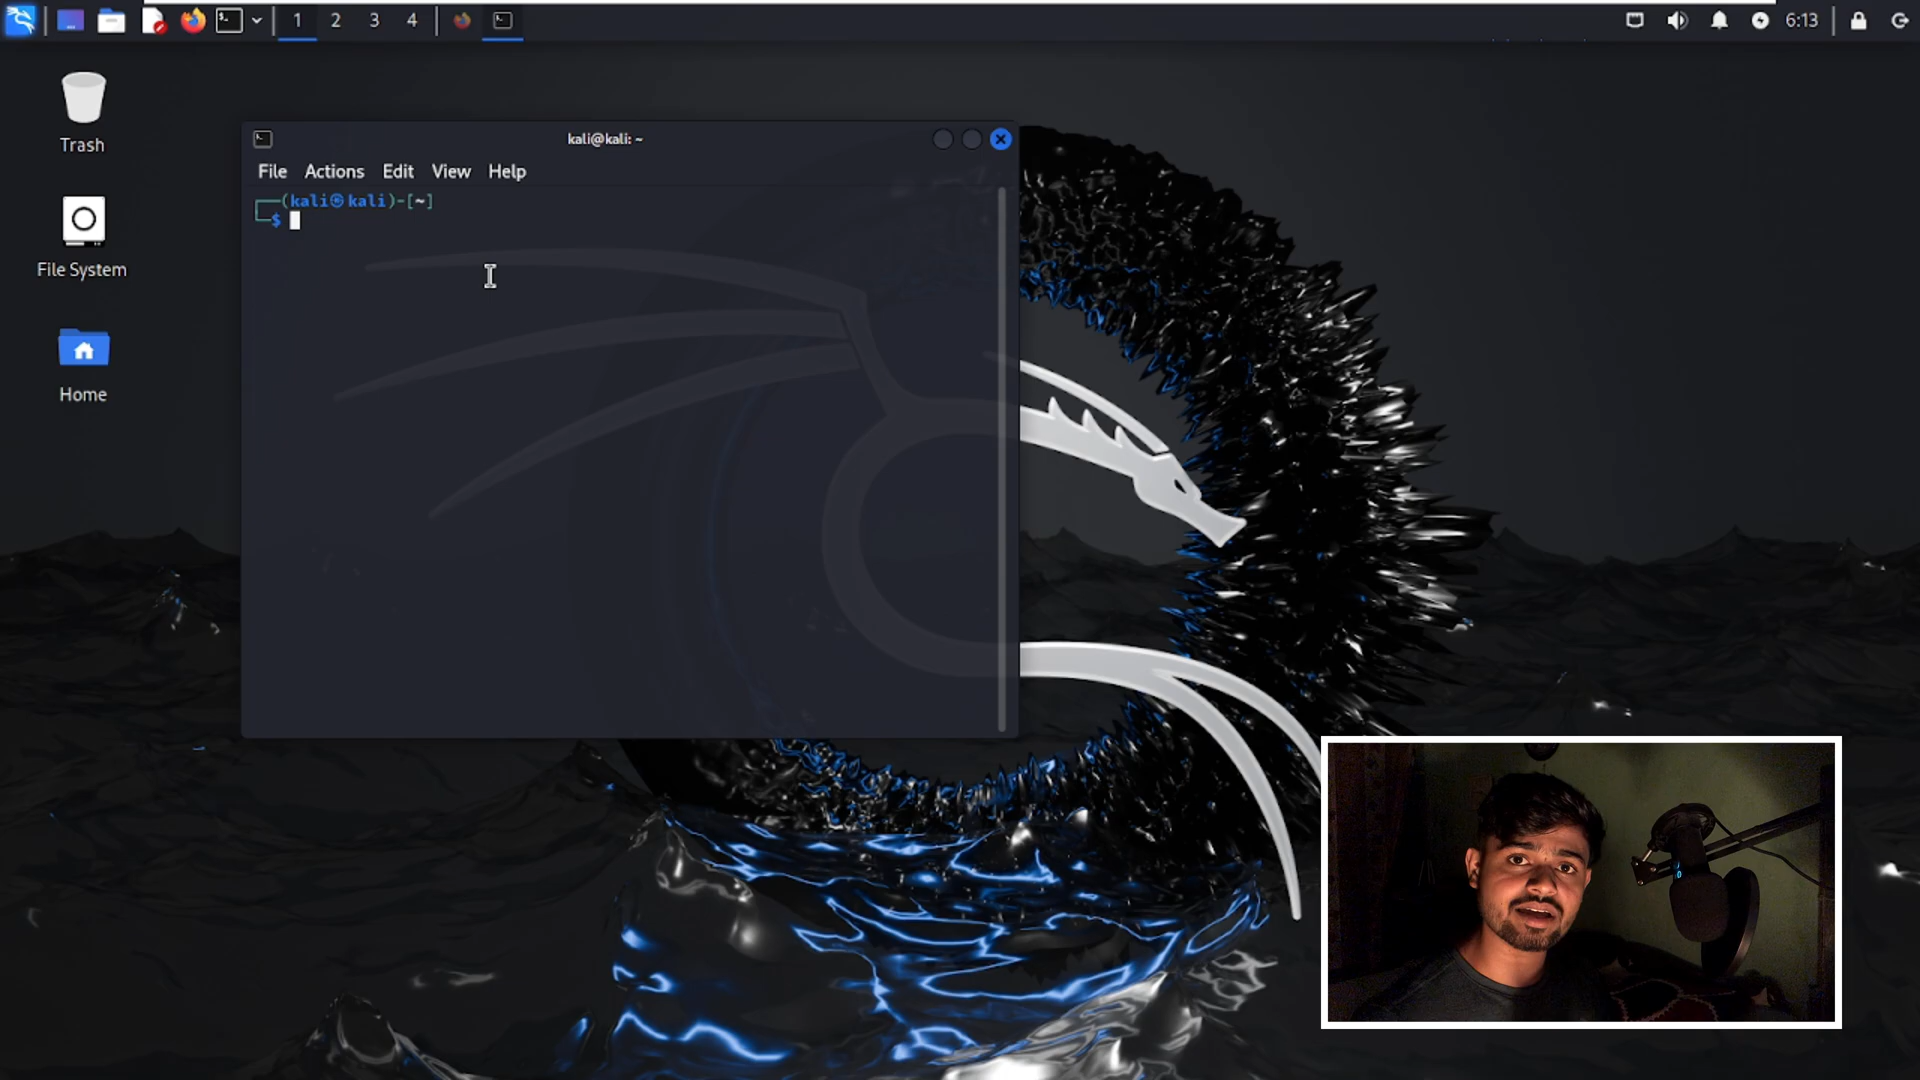 1 2 3 4
6:13
Trash
File System
Home
kali@kali: ~
File Actions Edit View Help
┌──(kali㉿kali)-[~]
└─$